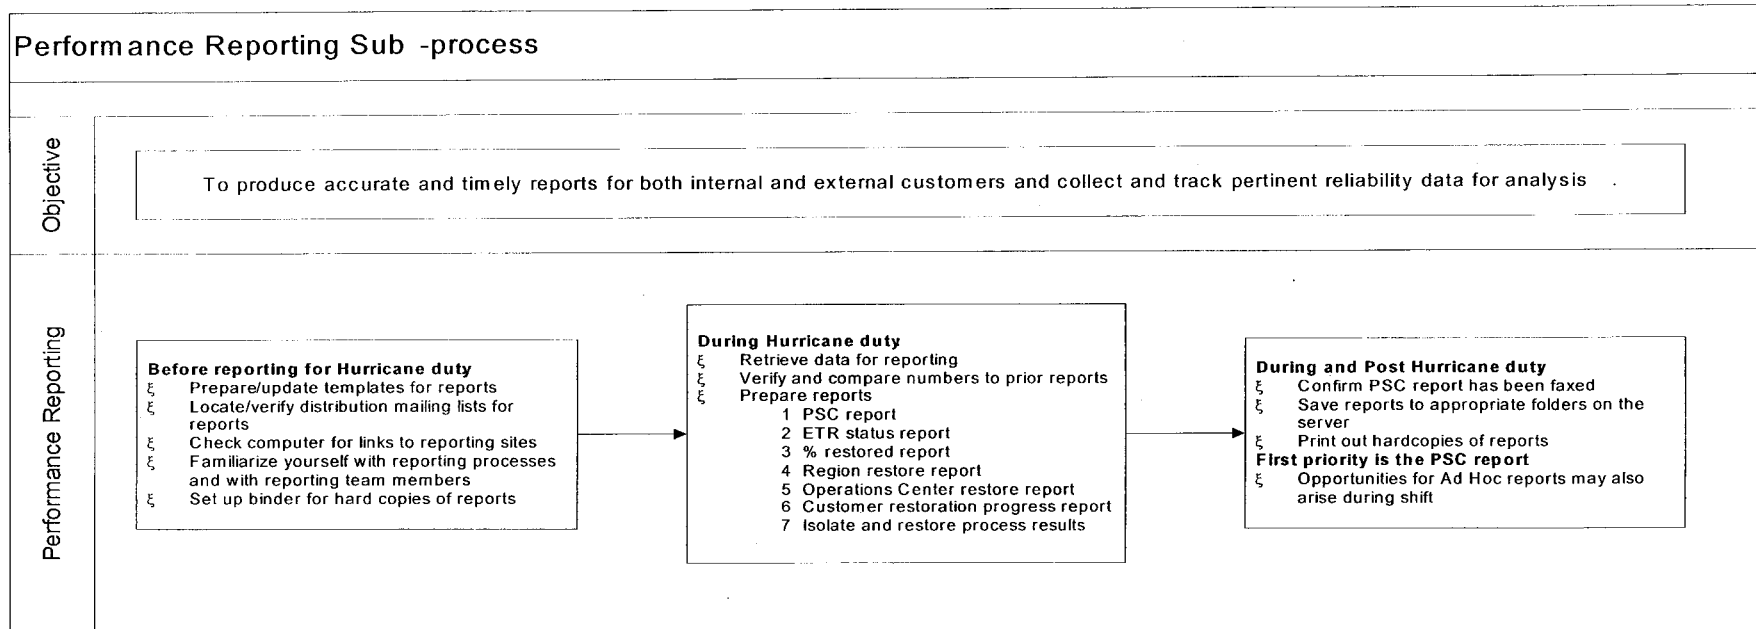 Performance Reporting Sub -process
Objective
To produce accurate and timely reports for both internal and external customers and collect and track pertinent reliability data for analysis .
Performance Reporting
Before reporting for Hurricane duty
ξ Prepare/update templates for reports
ξ Locate/verify distribution mailing lists for
reports
ξ Check computer for links to reporting sites
ξ Familiarize yourself with reporting processes
and with reporting team members
ξ Set up binder for hard copies of reports
During Hurricane duty
ξ Retrieve data for reporting
ξ Verify and compare numbers to prior reports
ξ Prepare reports
1 PSC report
2 ETR status report
3 % restored report
4 Region restore report
5 Operations Center restore report
6 Customer restoration progress report
7 Isolate and restore process results
During and Post Hurricane duty
ξ Confirm PSC report has been faxed
ξ Save reports to appropriate folders on the
server
ξ Print out hardcopies of reports
First priority is the PSC report
ξ Opportunities for Ad Hoc reports may also
arise during shift